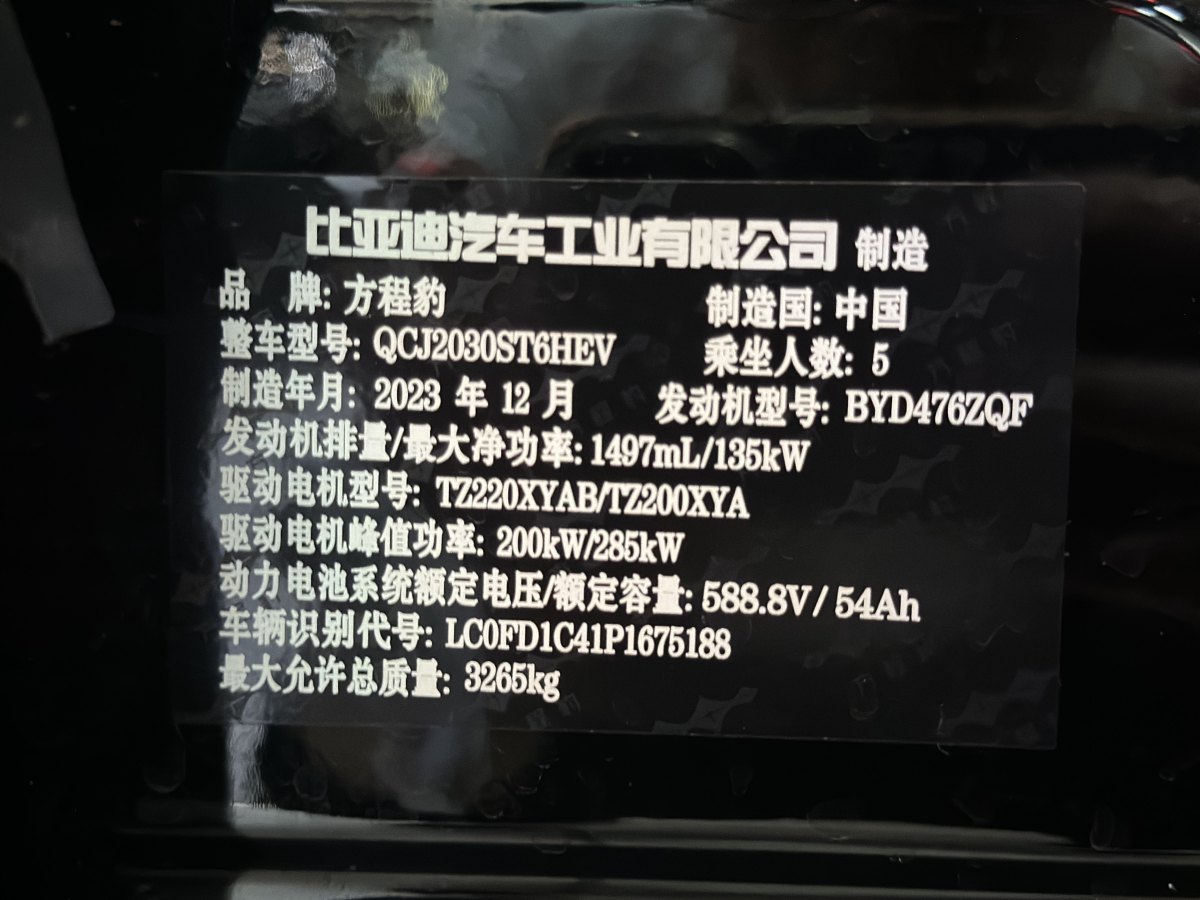 比亚迪汽车工业有限公司 制造
品 牌: 方程豹 制造国: 中国
整车型号: QCJ2030ST6HEV 乘坐人数: 5
制造年月: 2023 年 12 月 发动机型号: BYD476ZQF
发动机排量/最大净功率: 1497mL/135kW
驱动电机型号: TZ220XYAB/TZ200XYA
驱动电机峰值功率: 200kW/285kW
动力电池系统额定电压/额定容量: 588.8V / 54Ah
车辆识别代号: LC0FD1C41P1675188
最大允许总质量: 3265kg